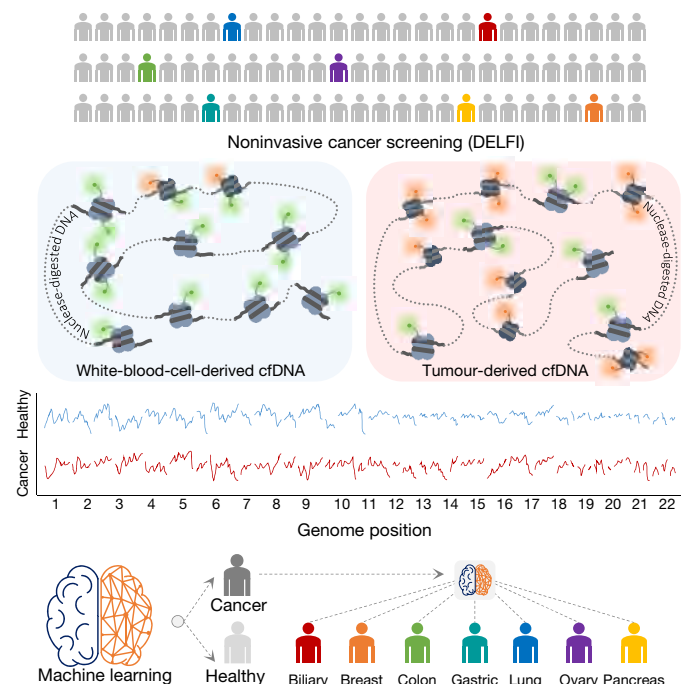 Noninvasive cancer screening (DELFI)
Nuclease-digested DNA
Nuclease-digested DNA
White-blood-cell-derived cfDNA
Tumour-derived cfDNA
Healthy
Cancer
1 2 3 4 5 6 7 8 9 10 11 12 13 14 15 16 17 18 19 20 21 22
Genome position
Cancer
Machine learning
Healthy
Biliary Breast Colon Gastric Lung Ovary Pancreas